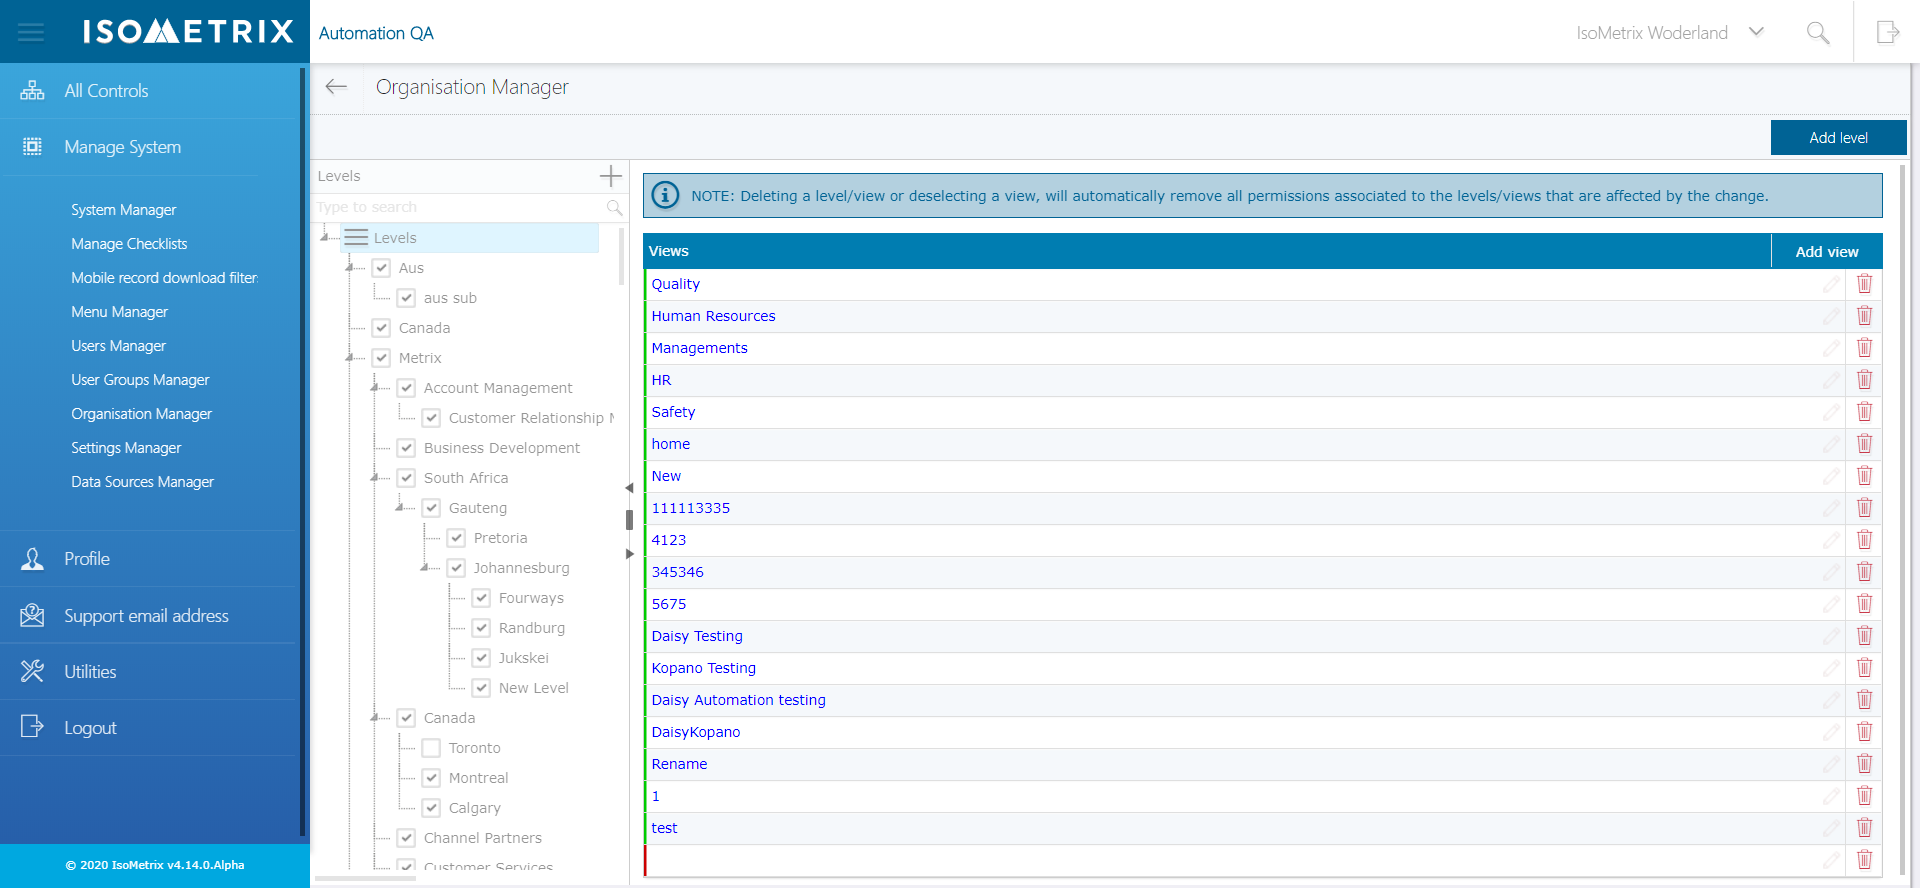 ISOMETRIX
Automation QA
IsoMetrix Woderland
All Controls
Manage System
System Manager
Manage Checklists
Mobile record download filter
Menu Manager
Users Manager
User Groups Manager
Organisation Manager
Settings Manager
Data Sources Manager
Profile
Support email address
Utilities
Logout
© 2020 IsoMetrix v4.14.0.Alpha
Organisation Manager
Add level
Levels
Type to search
Levels
Aus
aus sub
Canada
Metrix
Account Management
Customer Relationship
Business Development
South Africa
Gauteng
Pretoria
Johannesburg
Fourways
Randburg
Jukskei
New Level
Canada
Toronto
Montreal
Calgary
Channel Partners
Customer Services
NOTE: Deleting a level/view or deselecting a view, will automatically remove all permissions associated to the levels/views that are affected by the change.
Views
Add view
Quality
Human Resources
Managements
HR
Safety
home
New
111113335
4123
345346
5675
Daisy Testing
Kopano Testing
Daisy Automation testing
DaisyKopano
Rename
1
test